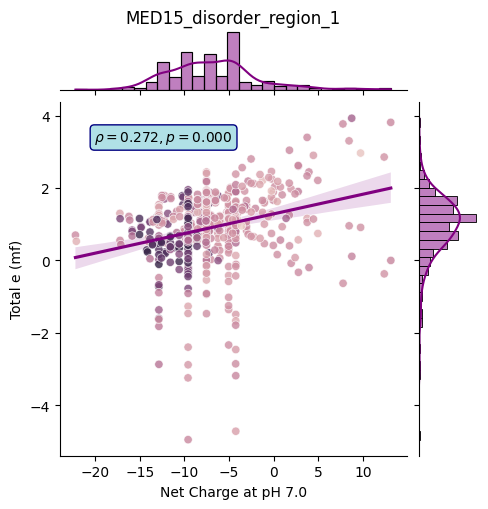 MED15_disorder_region_1
ρ = 0.272, p = 0.000
4
2
0
−2
−4
Total e (mf)
−20 −15 −10 −5 0 5 10
Net Charge at pH 7.0